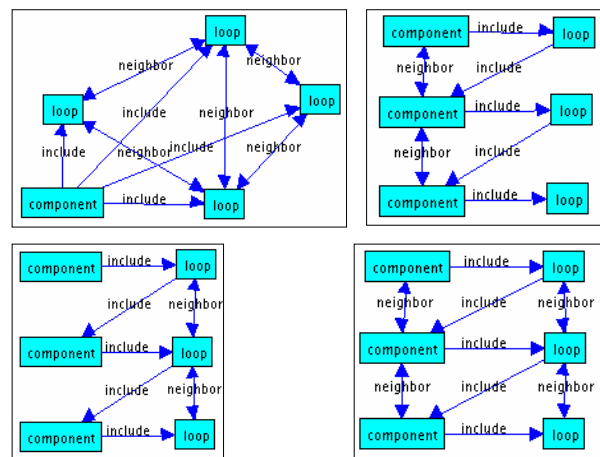 loop
neighbor neighbor
loop
loop
include
neighbor
include neighbor include neighbor
component include loop
component include loop
neighbor include
component include loop
neighbor include
component include loop
component include loop
include neighbor
component include loop
include neighbor
component include loop
component include loop
neighbor include neighbor
component include loop
neighbor include neighbor
component include loop